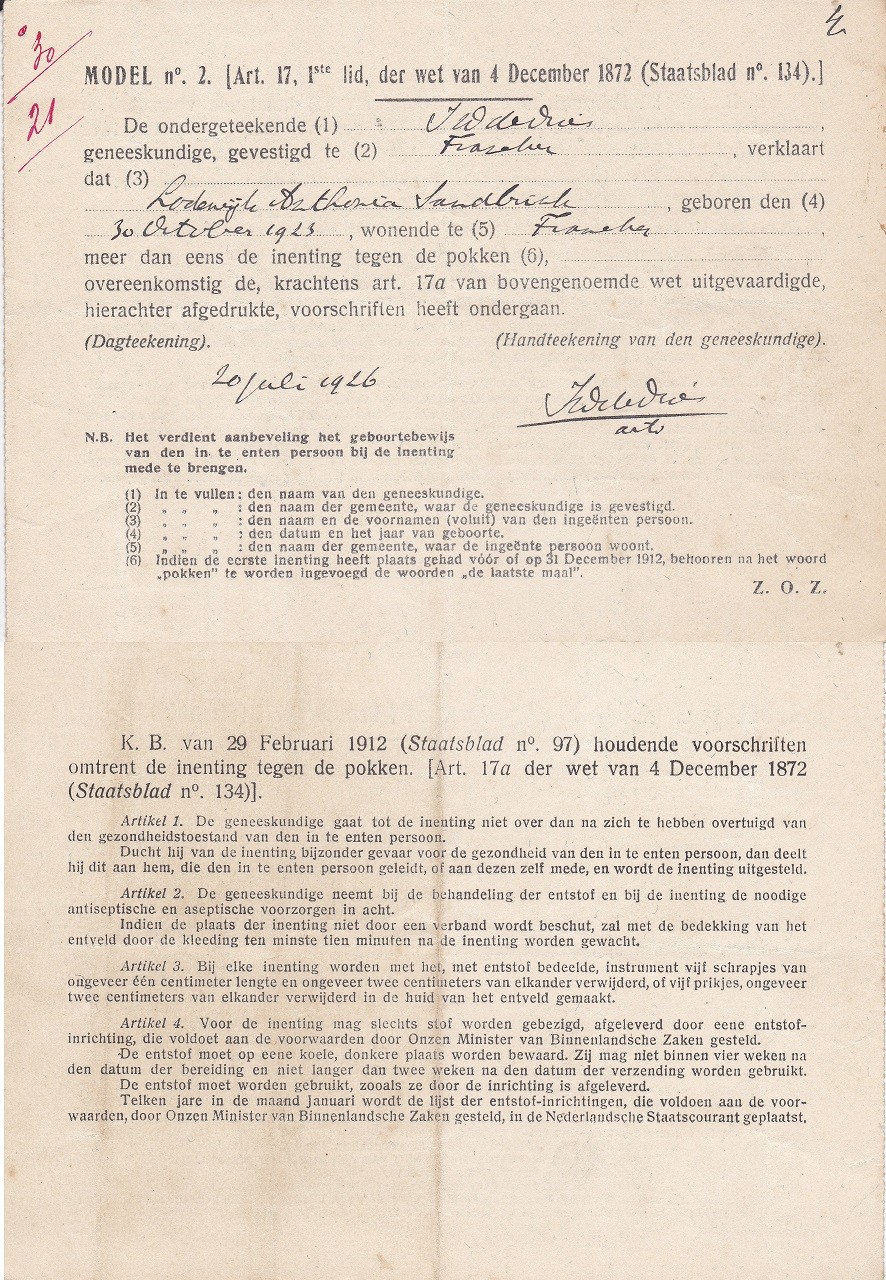 30
21
MODEL nº. 2. [Art. 17, 1ste lid, der wet van 4 December 1872 (Staatsblad nº. 134).]
De ondergeteekende (1)
geneeskundige, gevestigd te (2) Franeker, verklaart
dat (3)
Lodewijk Anthonia Sandbrink, geboren den (4)
30 October 1923, wonende te (5) Franeker,
meer dan eens de inenting tegen de pokken (6),
overeenkomstig de, krachtens art. 17a van bovengenoemde wet uitgevaardigde,
hierachter afgedrukte, voorschriften heeft ondergaan.
(Dagteekening). (Handteekening van den geneeskundige).
20 juli 1926
arts
N.B. Het verdient aanbeveling het geboortebewijs
van den in te enten persoon bij de inenting
mede te brengen.
(1) In te vullen: den naam van den geneeskundige.
(2) „ „ „ : den naam der gemeente, waar de geneeskundige is gevestigd.
(3) „ „ „ : den naam en de voornamen (voluit) van den ingeënten persoon.
(4) „ „ „ : den datum en het jaar van geboorte.
(5) „ „ „ : den naam der gemeente, waar de ingeënte persoon woont.
(6) Indien de eerste inenting heeft plaats gehad vóór of op 31 December 1912, behooren na het woord
„pokken” te worden ingevoegd de woorden „de laatste maal”.
Z. O. Z.
K. B. van 29 Februari 1912 (Staatsblad nº. 97) houdende voorschriften
omtrent de inenting tegen de pokken. [Art. 17a der wet van 4 December 1872
(Staatsblad nº. 134)].
Artikel 1. De geneeskundige gaat tot de inenting niet over dan na zich te hebben overtuigd van
den gezondheidstoestand van den in te enten persoon.
Ducht hij van de inenting bijzonder gevaar voor de gezondheid van den in te enten persoon, dan deelt
hij dit aan hem, die den in te enten persoon geleidt, of aan dezen zelf mede, en wordt de inenting uitgesteld.
Artikel 2. De geneeskundige neemt bij de behandeling der entstof en bij de inenting de noodige
antiseptische en aseptische voorzorgen in acht.
Indien de plaats der inenting niet door een verband wordt beschut, zal met de bedekking van het
entveld door de kleeding ten minste tien minuten na de inenting worden gewacht.
Artikel 3. Bij elke inenting worden met het, met entstof bedeelde, instrument vijf schrapjes van
ongeveer één centimeter lengte en ongeveer twee centimeters van elkander verwijderd, of vijf prikjes, ongeveer
twee centimeters van elkander verwijderd in de huid van het entveld gemaakt.
Artikel 4. Voor de inenting mag slechts stof worden gebezigd, afgeleverd door eene entstof-
inrichting, die voldoet aan de voorwaarden door Onzen Minister van Binnenlandsche Zaken gesteld.
De entstof moet op eene koele, donkere plaats worden bewaard. Zij mag niet binnen vier weken na
den datum der bereiding en niet langer dan twee weken na den datum der verzending worden gebruikt.
De entstof moet worden gebruikt, zooals ze door de inrichting is afgeleverd.
Telken jare in de maand Januari wordt de lijst der entstof-inrichtingen, die voldoen aan de voor-
waarden, door Onzen Minister van Binnenlandsche Zaken gesteld, in de Nederlandsche Staatscourant geplaatst.